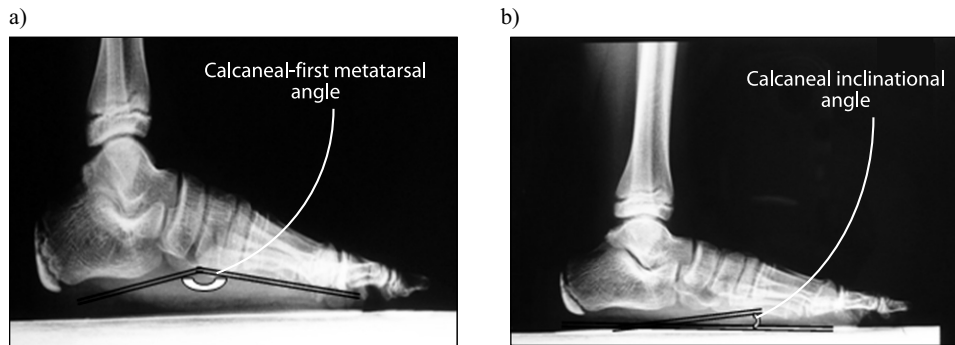 a)
b)
Calcaneal-first metatarsal
angle
Calcaneal inclinational
angle